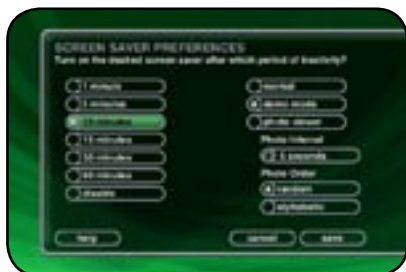 SCREEN SAVER PREFERENCES
Turn on the desired screen saver after which period of inactivity?
1 minute
5 minutes
10 minutes
15 minutes
30 minutes
60 minutes
disable
normal
demo mode
photo viewer
Photo Interval
5 seconds
Photo Order
random
alphabetic
help
cancel
save